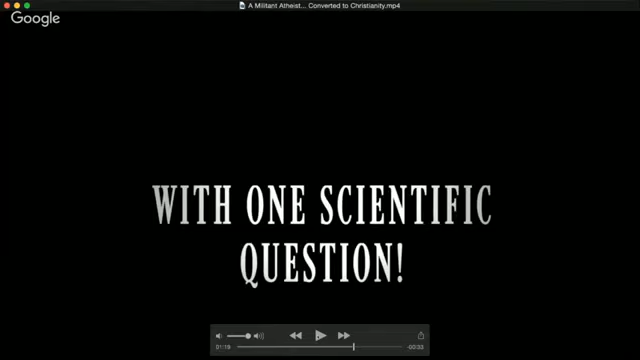 A Militant Atheist... Converted to Christianity.mp4
Google
WITH ONE SCIENTIFIC
QUESTION!
01:19
-00:33